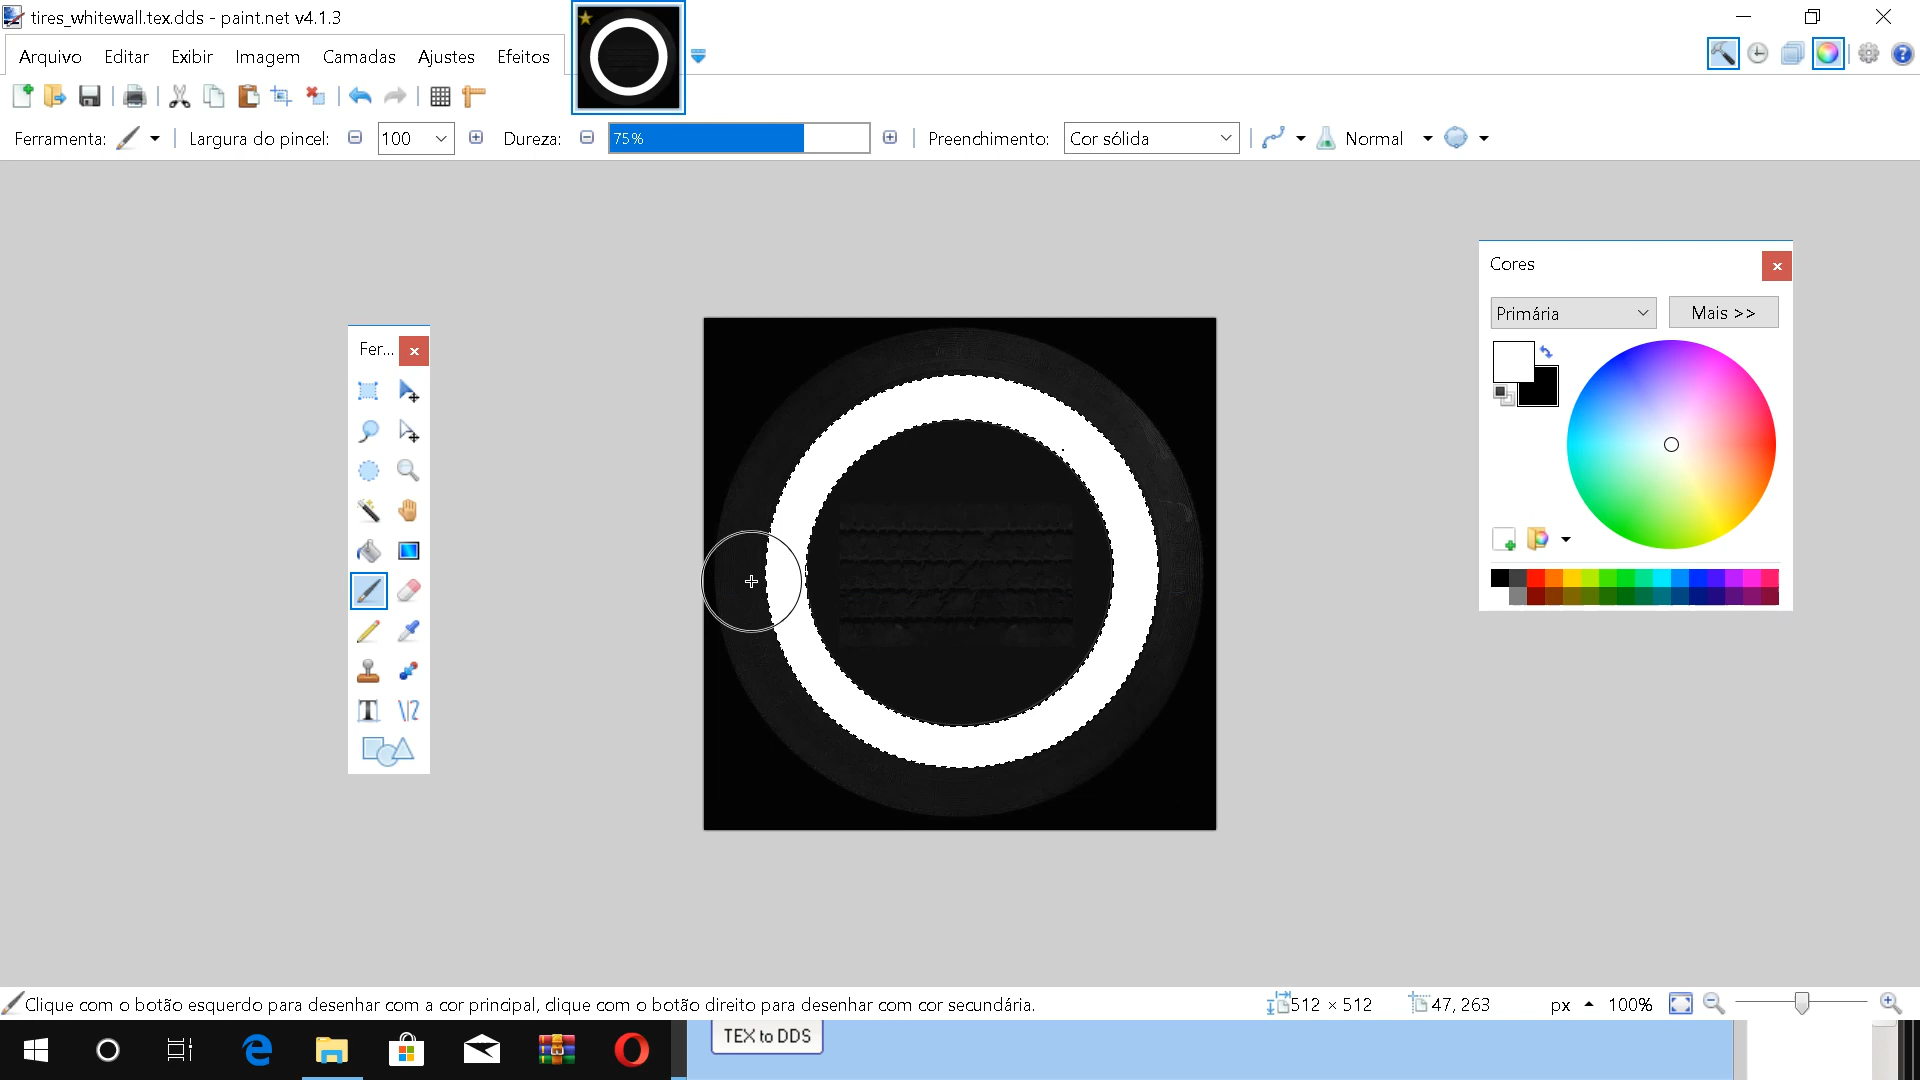 tires_whitewall.tex.dds - paint.net v4.1.3
Arquivo Editar Exibir Imagem Camadas Ajustes Efeitos
Ferramenta: Largura do pincel: 100 Dureza: 75% Preenchimento: Cor sólida Normal
Cores
Primária Mais >>
Fer...
Clique com o botão esquerdo para desenhar com a cor principal, clique com o botão direito para desenhar com cor secundária.
512 × 512 47, 263 px 100%
TEX to DDS